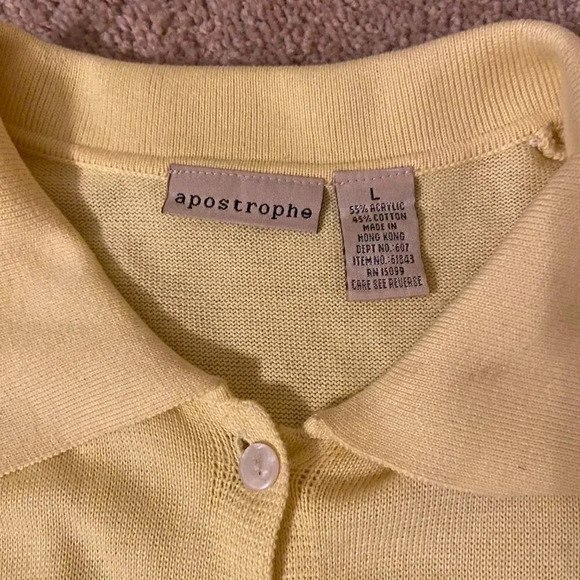 apostrophe
L
55% ACRYLIC
45% COTTON
MADE IN
HONG KONG
DEPT NO.:607
ITEM NO.:61843
RN 15099
CARE SEE REVERSE